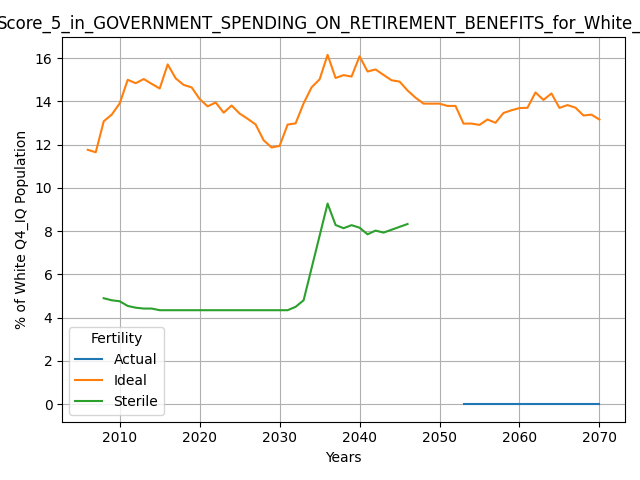 Score_5_in_GOVERNMENT_SPENDING_ON_RETIREMENT_BENEFITS_for_White_
% of White Q4_IQ Population
16
14
12
10
8
6
4
2
0
Fertility
Actual
Ideal
Sterile
2010 2020 2030 2040 2050 2060 2070
Years